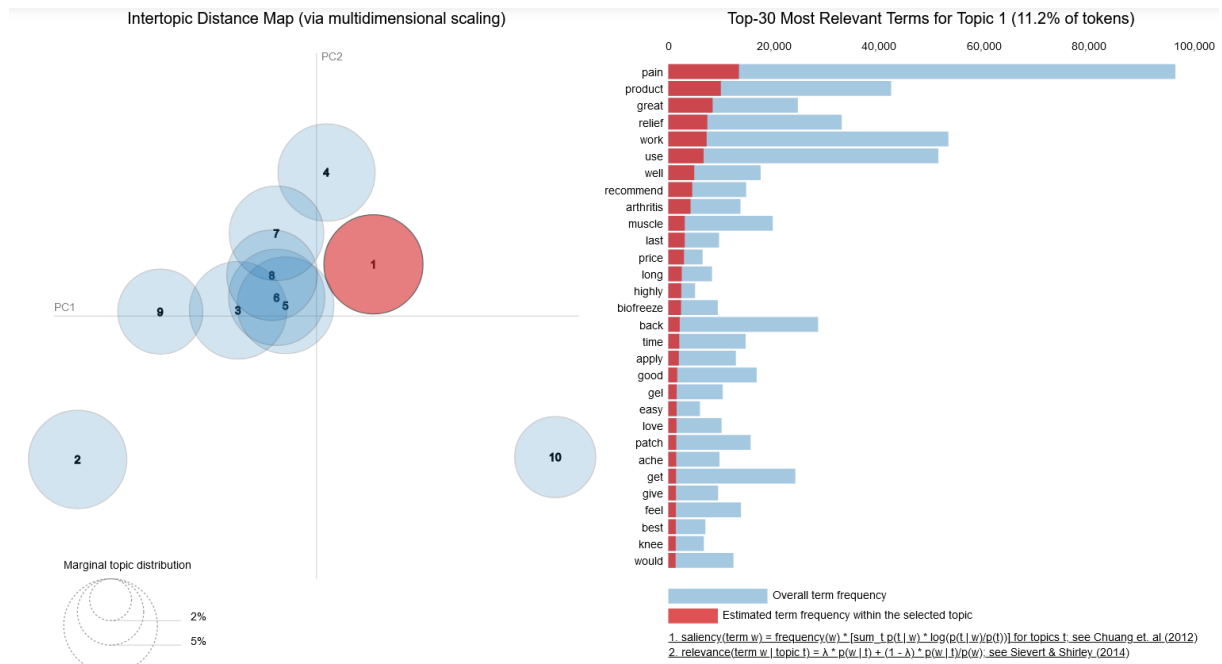 Intertopic Distance Map (via multidimensional scaling)
PC2
PC1
4
7
1
8
6
5
3
9
2
10
Marginal topic distribution
2%
5%
Top-30 Most Relevant Terms for Topic 1 (11.2% of tokens)
0 20,000 40,000 60,000 80,000 100,000
pain
product
great
relief
work
use
well
recommend
arthritis
muscle
last
price
long
highly
biofreeze
back
time
apply
good
gel
easy
love
patch
ache
get
give
feel
best
knee
would
Overall term frequency
Estimated term frequency within the selected topic
1. saliency(term w) = frequency(w) * [sum_t p(t | w) * log(p(t | w)/p(t))] for topics t; see Chuang et. al (2012)
2. relevance(term w | topic t) = λ * p(w | t) + (1 - λ) * p(w | t)/p(w); see Sievert & Shirley (2014)